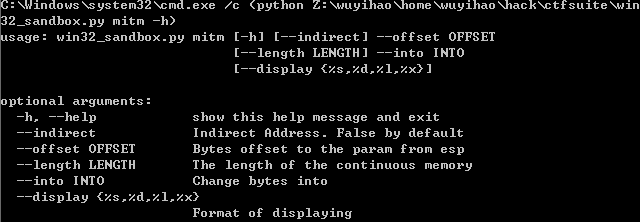 C:\Windows\system32\cmd.exe /c (python Z:\wuyihao\home\wuyihao\hack\ctfsuite\win
32_sandbox.py mitm -h)
usage: win32_sandbox.py mitm [-h] [--indirect] --offset OFFSET
[--length LENGTH] --into INTO
[--display {%s,%d,%l,%x}]
optional arguments:
-h, --help show this help message and exit
--indirect Indirect Address. False by default
--offset OFFSET Bytes offset to the param from esp
--length LENGTH The length of the continuous memory
--into INTO Change bytes into
--display {%s,%d,%l,%x}
Format of displaying